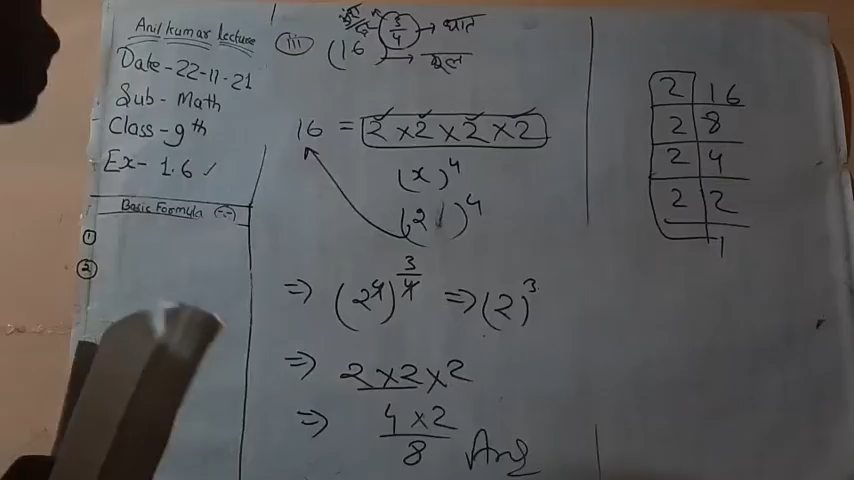 Anil kumar lecture
Date-22-11-21
Sub- Math
Class-9th
Ex- 1.6 ✓
Basic Formula (:-)
①
②
(iii) (16)^(3/4) → घात
→ मूल
16 = 2 × 2 × 2 × 2
(x)^4
(2)^4
⇒ (2^4)^(3/4) ⇒ (2)^3
⇒ 2 × 2 × 2
⇒ 4 × 2
8 Ans
2 | 16
2 | 8
2 | 4
2 | 2
1